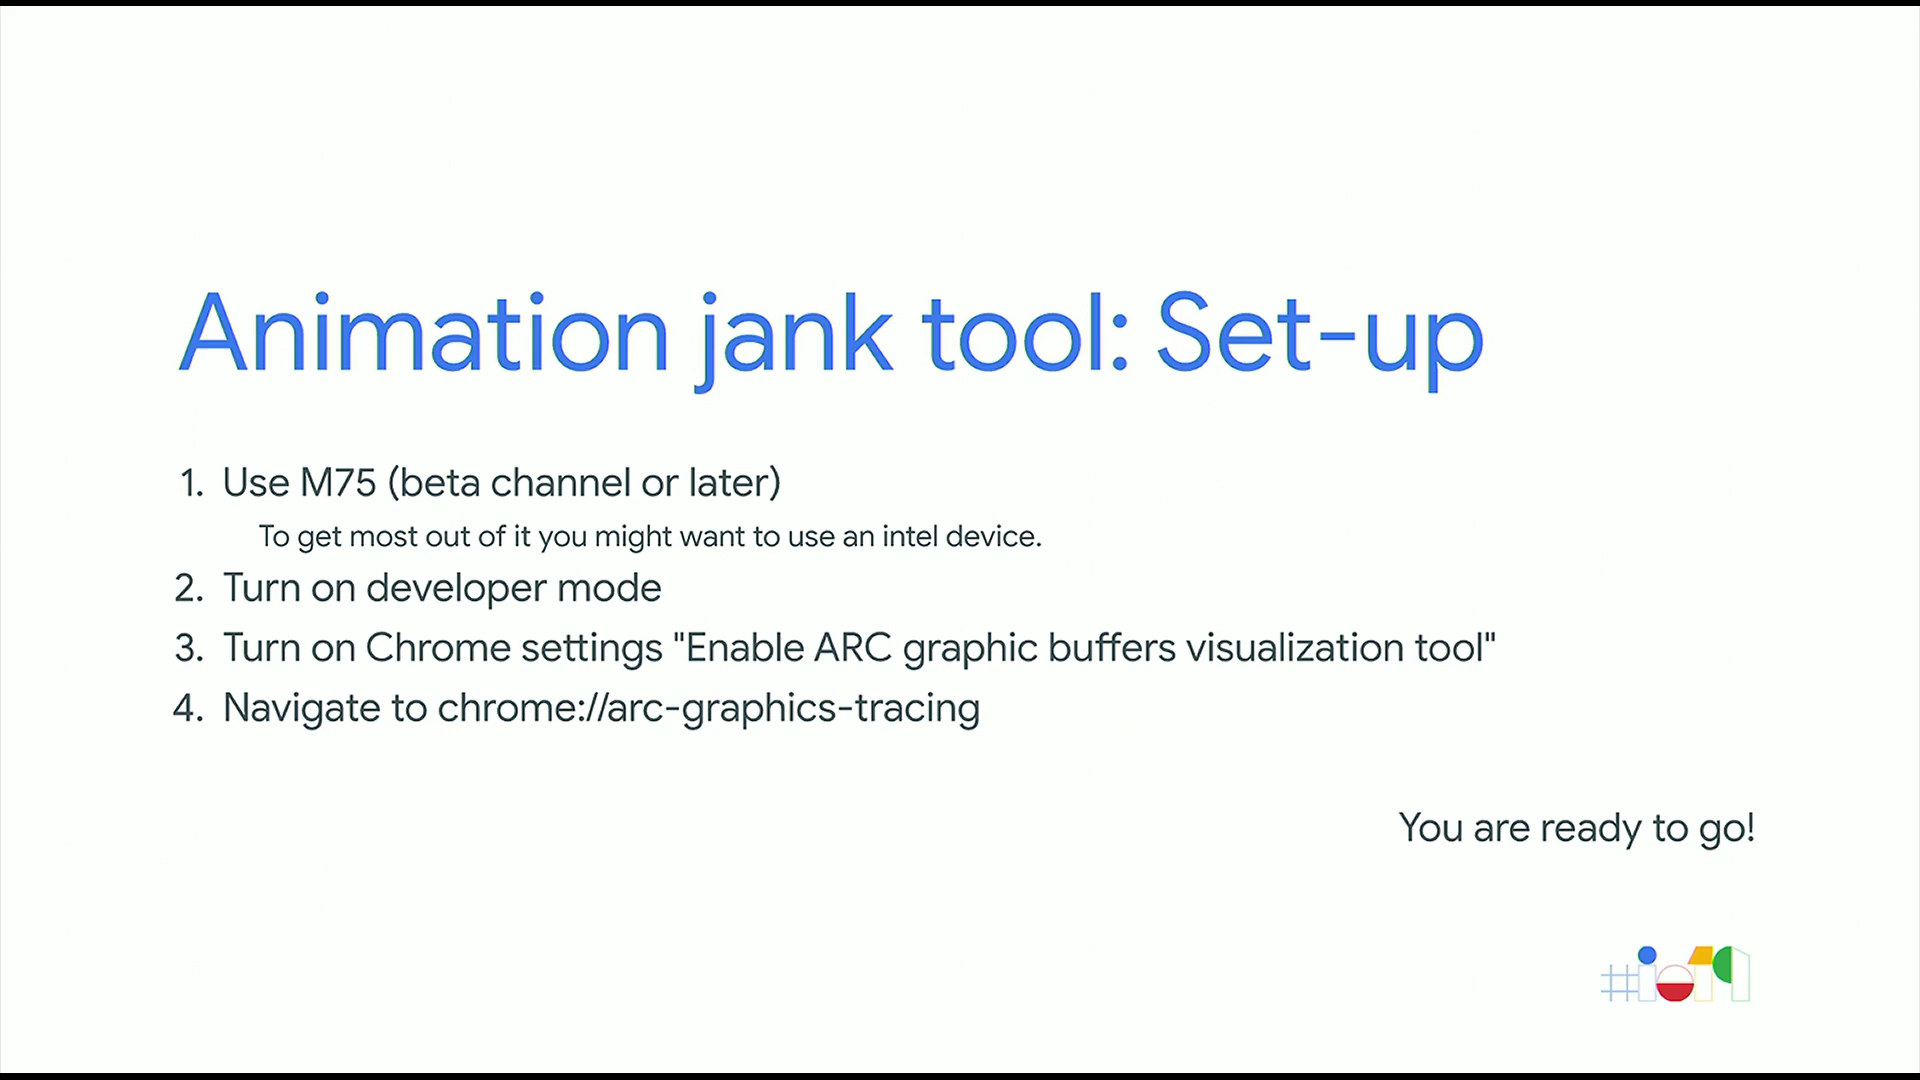 Animation jank tool: Set-up
1. Use M75 (beta channel or later)
To get most out of it you might want to use an intel device.
2. Turn on developer mode
3. Turn on Chrome settings "Enable ARC graphic buffers visualization tool"
4. Navigate to chrome://arc-graphics-tracing
You are ready to go!
#io19